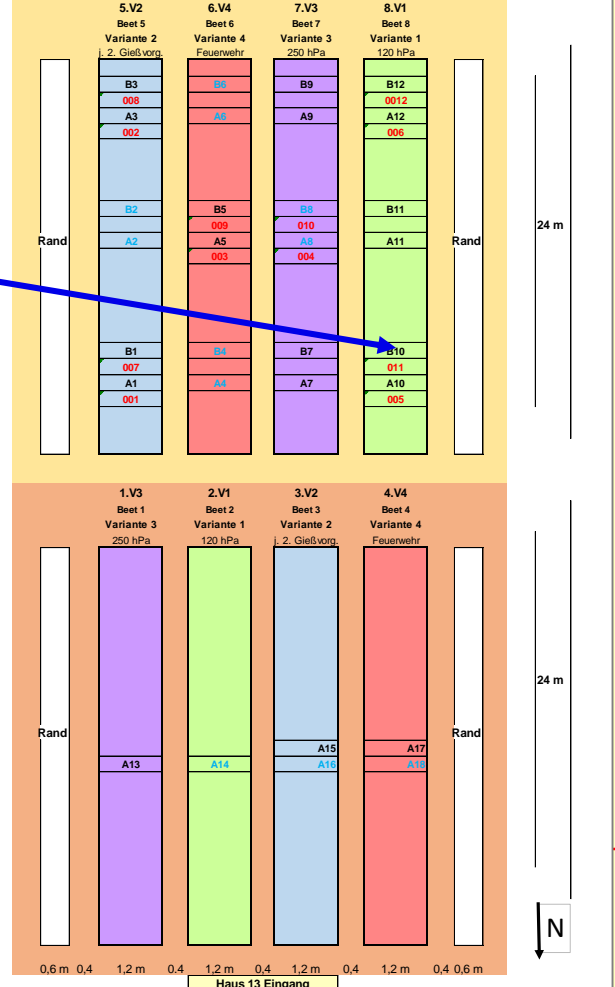 5.V2 6.V4 7.V3 8.V1
Beet 5 Beet 6 Beet 7 Beet 8
Variante 2 Variante 4 Variante 3 Variante 1
j. 2. Gießvorg. Feuerwehr 250 hPa 120 hPa
B3 B6 B9 B12
008 0012
A3 A6 A9 A12
002 006
B2 B5 B8 B11
009 010
Rand A2 A5 A8 A11 Rand
24 m
003 004
B1 B4 B7 B10
007 011
A1 A4 A7 A10
001 005
1.V3 2.V1 3.V2 4.V4
Beet 1 Beet 2 Beet 3 Beet 4
Variante 3 Variante 1 Variante 2 Variante 4
250 hPa 120 hPa j. 2. Gießvorg. Feuerwehr
24 m
Rand Rand
A15 A17
A13 A14 A16 A18
N
0,6 m 0,4 1,2 m 0.4 1,2 m 0,4 1,2 m 0,4 1,2 m 0,4 0,6 m
Haus 13 Eingang